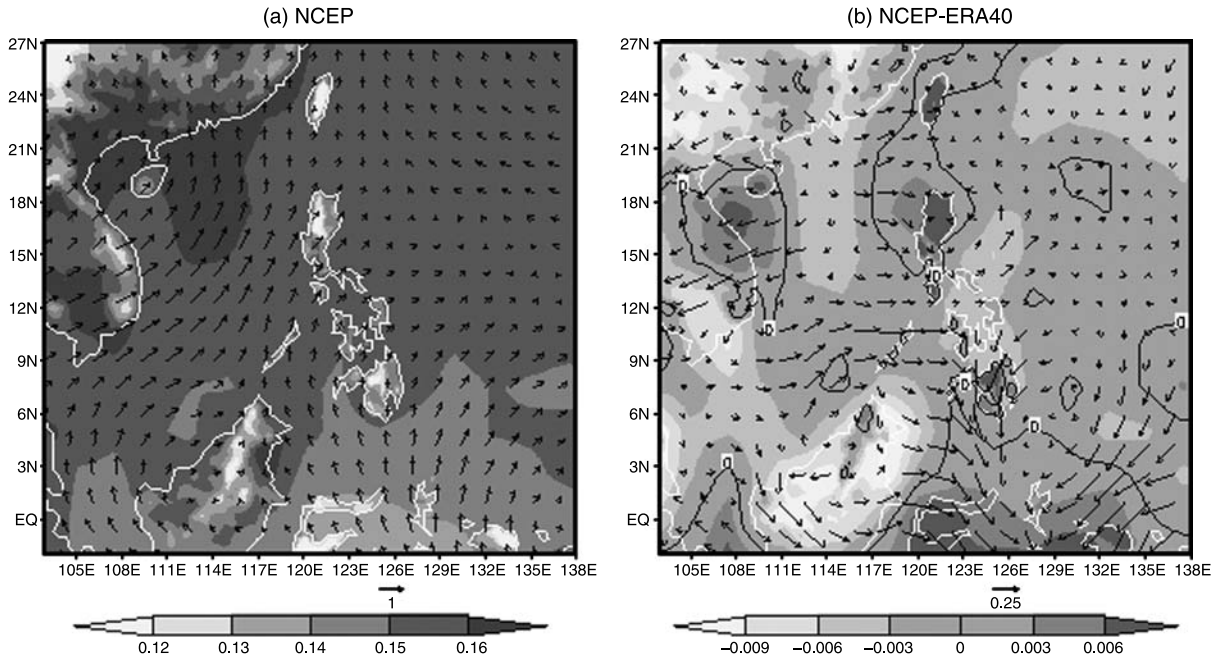 (a) NCEP
(b) NCEP-ERA40
27N
24N
21N
18N
15N
12N
9N
6N
3N
EQ
105E 108E 111E 114E 117E 120E 123E 126E 129E 132E 135E 138E
27N
24N
21N
18N
15N
12N
9N
6N
3N
EQ
105E 108E 111E 114E 117E 120E 123E 126E 129E 132E 135E 138E
1
0.25
0.12 0.13 0.14 0.15 0.16
−0.009 −0.006 −0.003 0 0.003 0.006